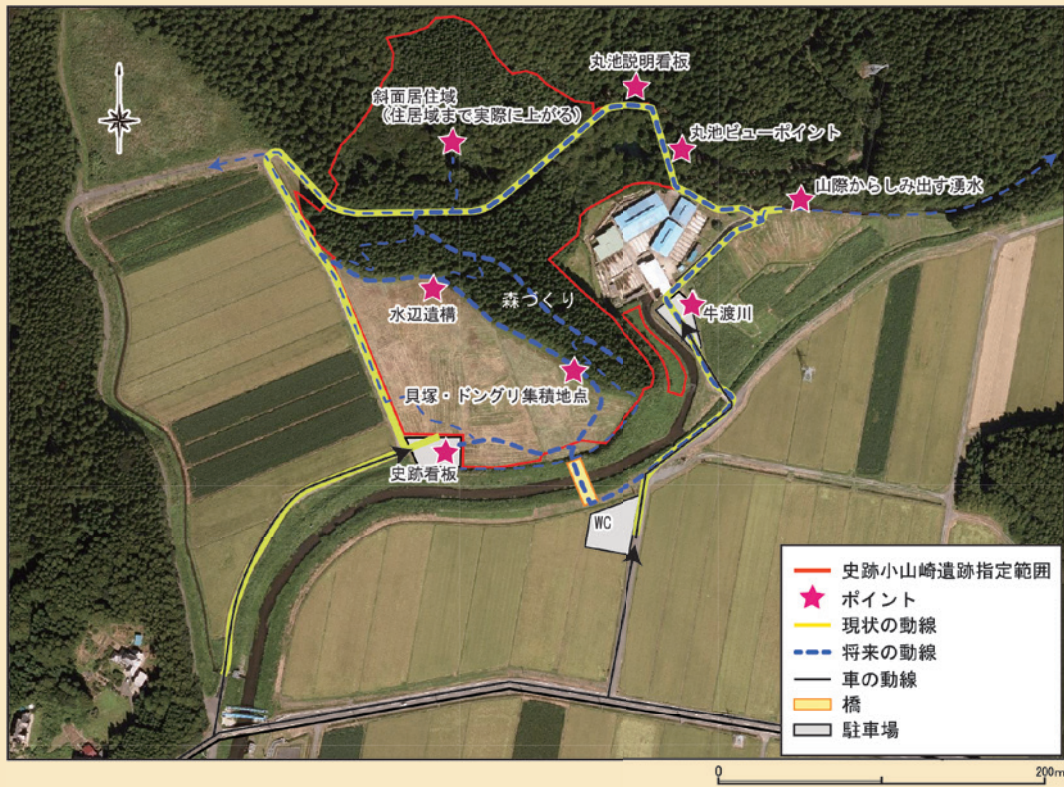 丸池説明看板
斜面居住域
(住居域まで実際に上がる)
丸池ビューポイント
山際からしみ出す湧水
水辺遺構
森づくり
牛渡川
貝塚・ドングリ集積地点
史跡看板
WC
史跡小山崎遺跡指定範囲
ポイント
現状の動線
将来の動線
車の動線
橋
駐車場
0
200m